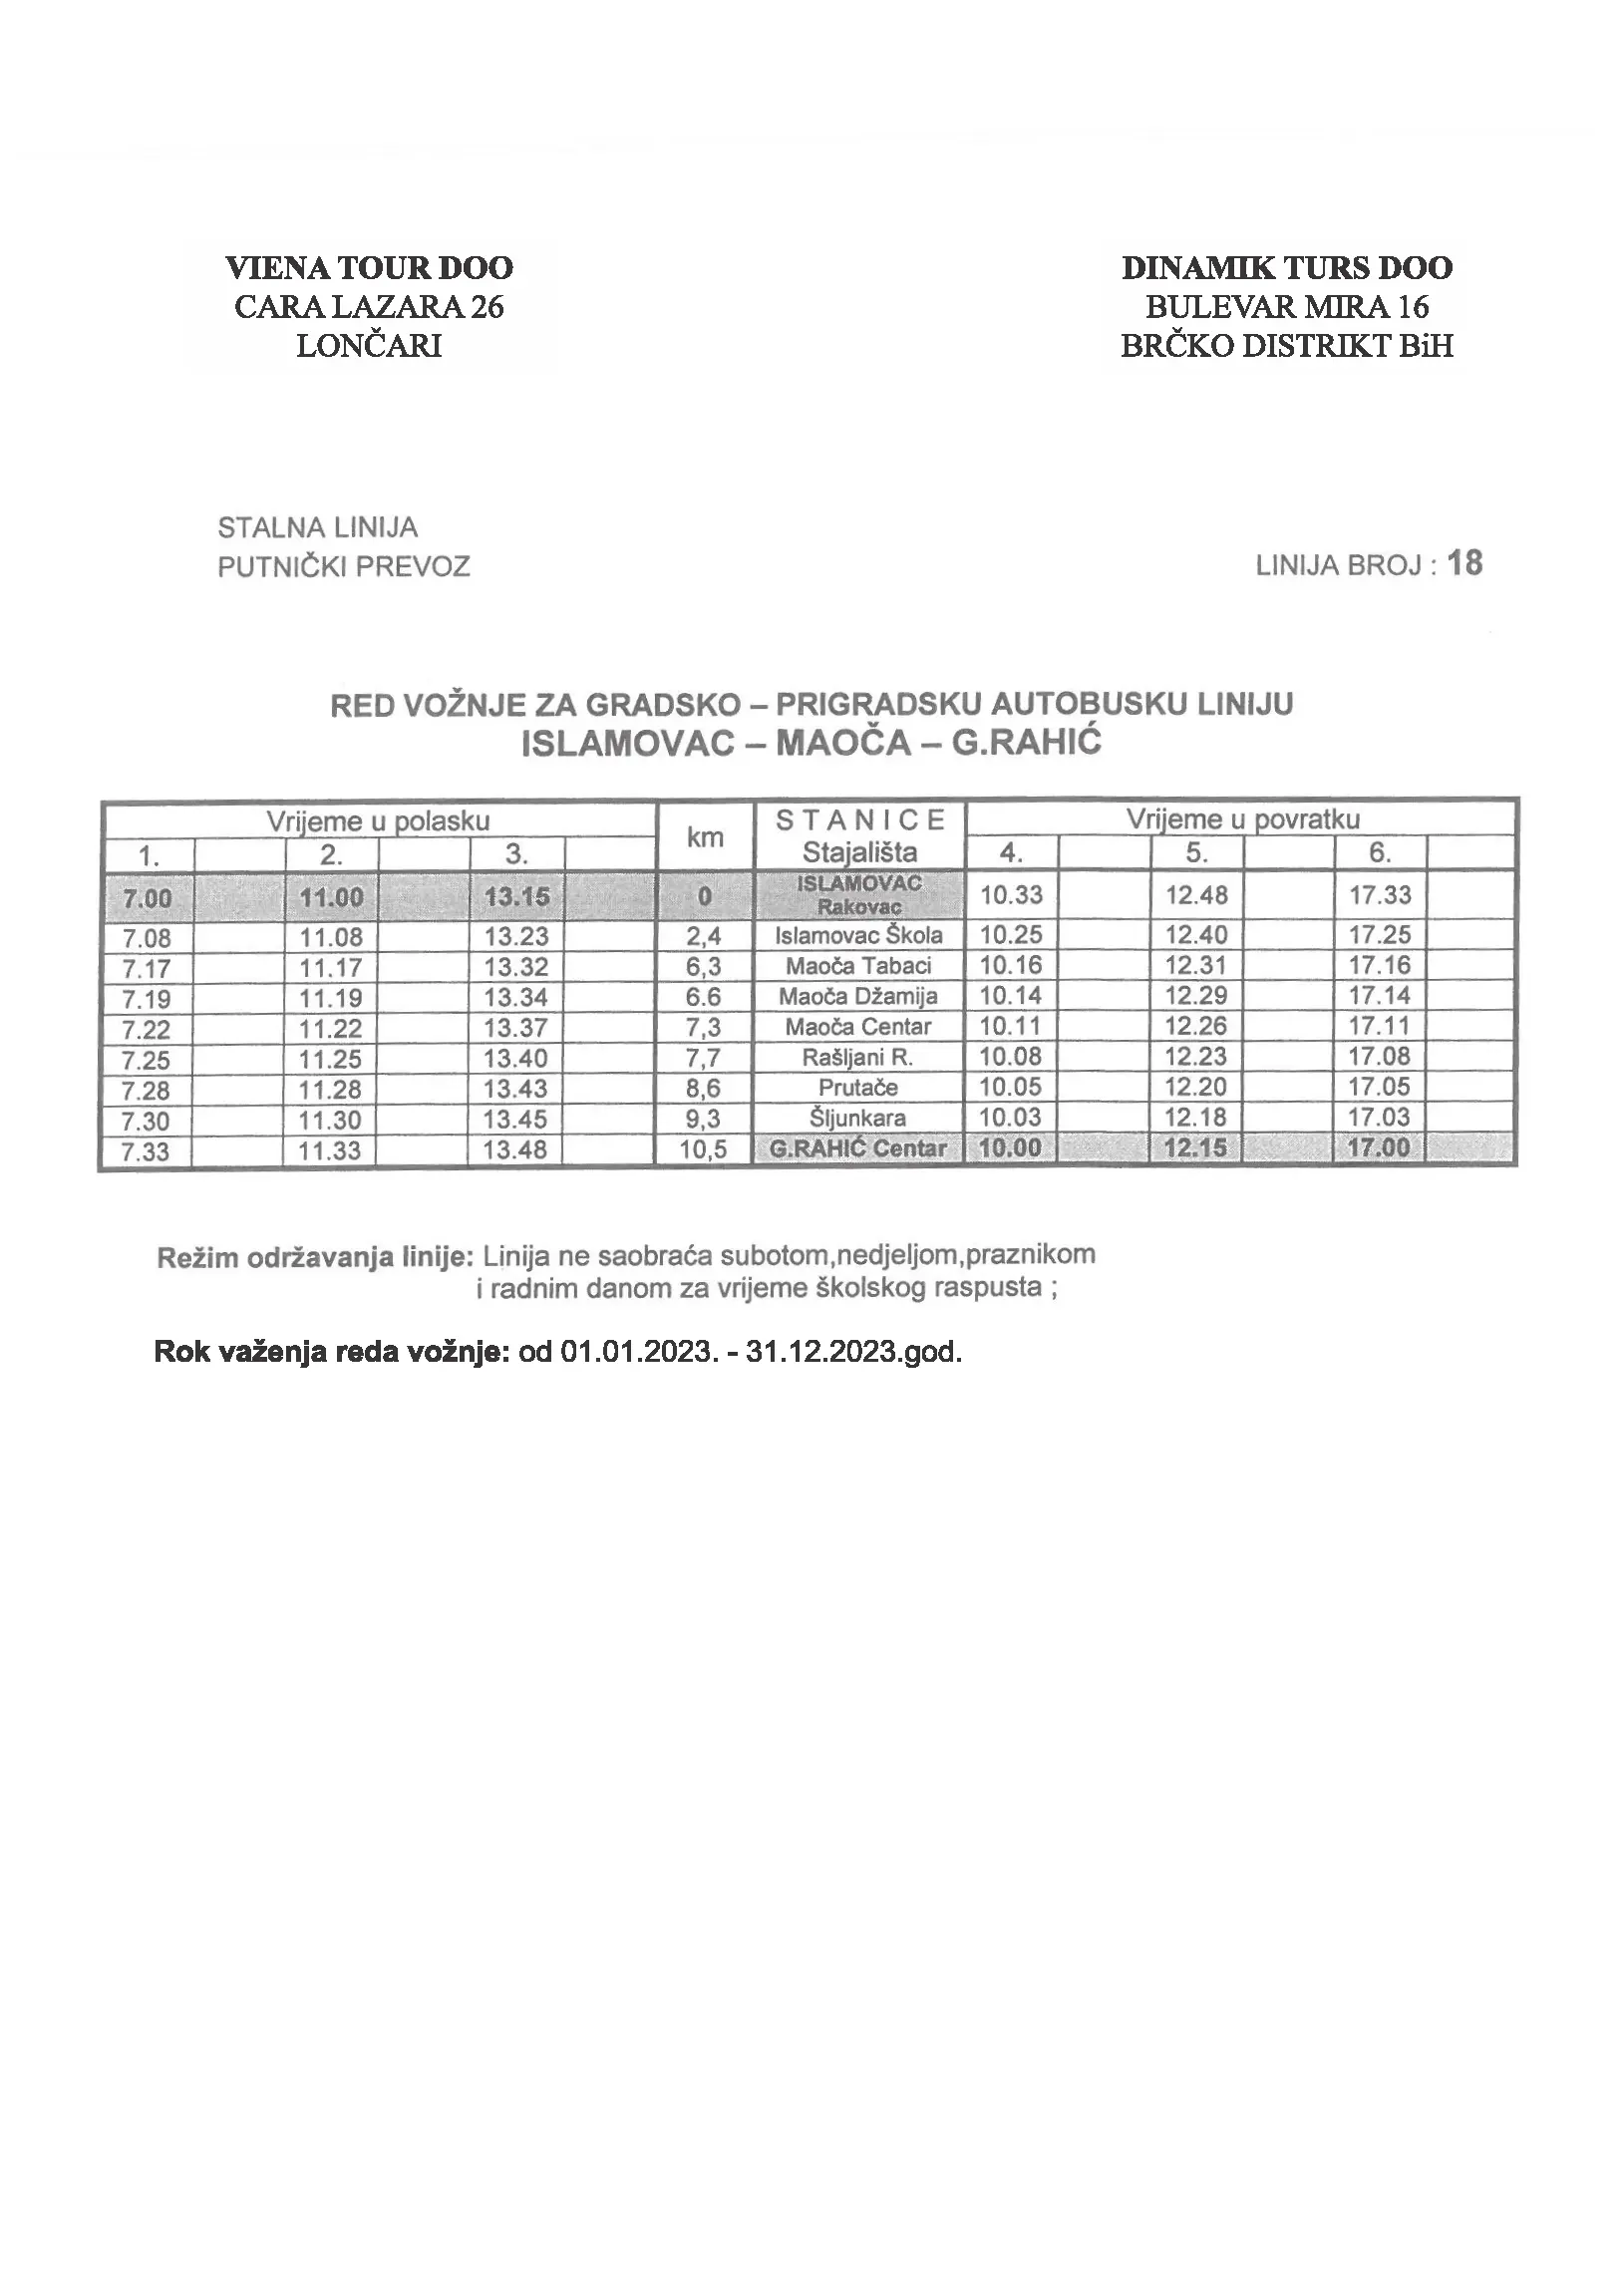 VIENA TOUR DOO
CARA LAZARA 26
LONČARI
DINAMIK TURS DOO
BULEVAR MIRA 16
BRČKO DISTRIKT BiH
STALNA LINIJA
PUTNIČKI PREVOZ
LINIJA BROJ : 18
RED VOŽNJE ZA GRADSKO – PRIGRADSKU AUTOBUSKU LINIJU
ISLAMOVAC – MAOČA – G.RAHIĆ
Vrijeme u polasku km STANICE Stajališta Vrijeme u povratku
1. 2. 3. 4. 5. 6.
7.00 11.00 13.15 0 ISLAMOVAC Rakovac 10.33 12.48 17.33
7.08 11.08 13.23 2,4 Islamovac Škola 10.25 12.40 17.25
7.17 11.17 13.32 6,3 Maoča Tabaci 10.16 12.31 17.16
7.19 11.19 13.34 6.6 Maoča Džamija 10.14 12.29 17.14
7.22 11.22 13.37 7,3 Maoča Centar 10.11 12.26 17.11
7.25 11.25 13.40 7,7 Rašljani R. 10.08 12.23 17.08
7.28 11.28 13.43 8,6 Prutače 10.05 12.20 17.05
7.30 11.30 13.45 9,3 Šljunkara 10.03 12.18 17.03
7.33 11.33 13.48 10,5 G.RAHIĆ Centar 10.00 12.15 17.00
Režim održavanja linije: Linija ne saobraća subotom,nedjeljom,praznikom
i radnim danom za vrijeme školskog raspusta ;
Rok važenja reda vožnje: od 01.01.2023. - 31.12.2023.god.